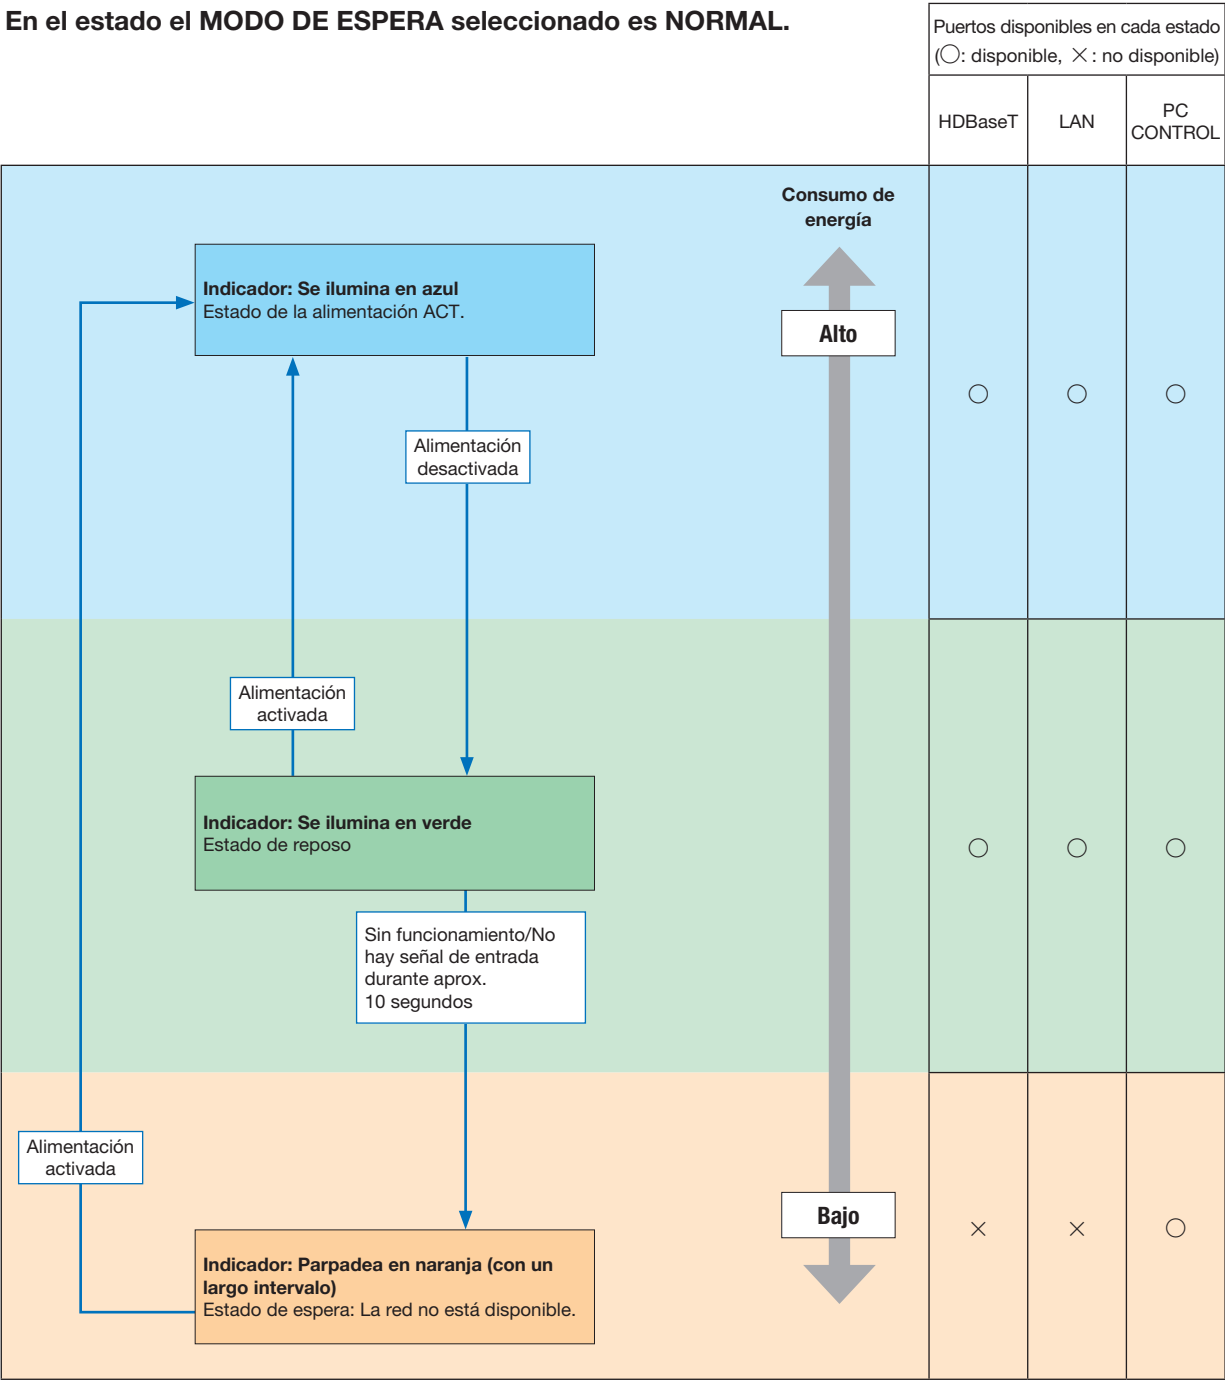 En el estado el MODO DE ESPERA seleccionado es NORMAL.
Puertos disponibles en cada estado
(○: disponible, ×: no disponible)
HDBaseT
LAN
PC
CONTROL
Consumo de
energía
Indicador: Se ilumina en azul
Estado de la alimentación ACT.
Alto
○ ○ ○
Alimentación
desactivada
Alimentación
activada
Indicador: Se ilumina en verde
Estado de reposo
○ ○ ○
Sin funcionamiento/No
hay señal de entrada
durante aprox.
10 segundos
Alimentación
activada
Bajo
× × ○
Indicador: Parpadea en naranja (con un
largo intervalo)
Estado de espera: La red no está disponible.